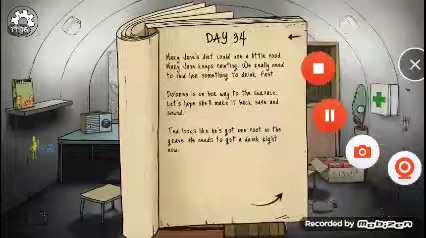 DAY 34
Mary Jane's diet could use a little food.
Mary Jane keeps ranting. We really need
to find her something to drink fast.
Dolores is on her way to the surface.
Let's hope she'll make it back, safe and
sound.
Ted looks like he's got one foot in the
grave. He needs to get a drink right
now.
Recorded by Mobizen